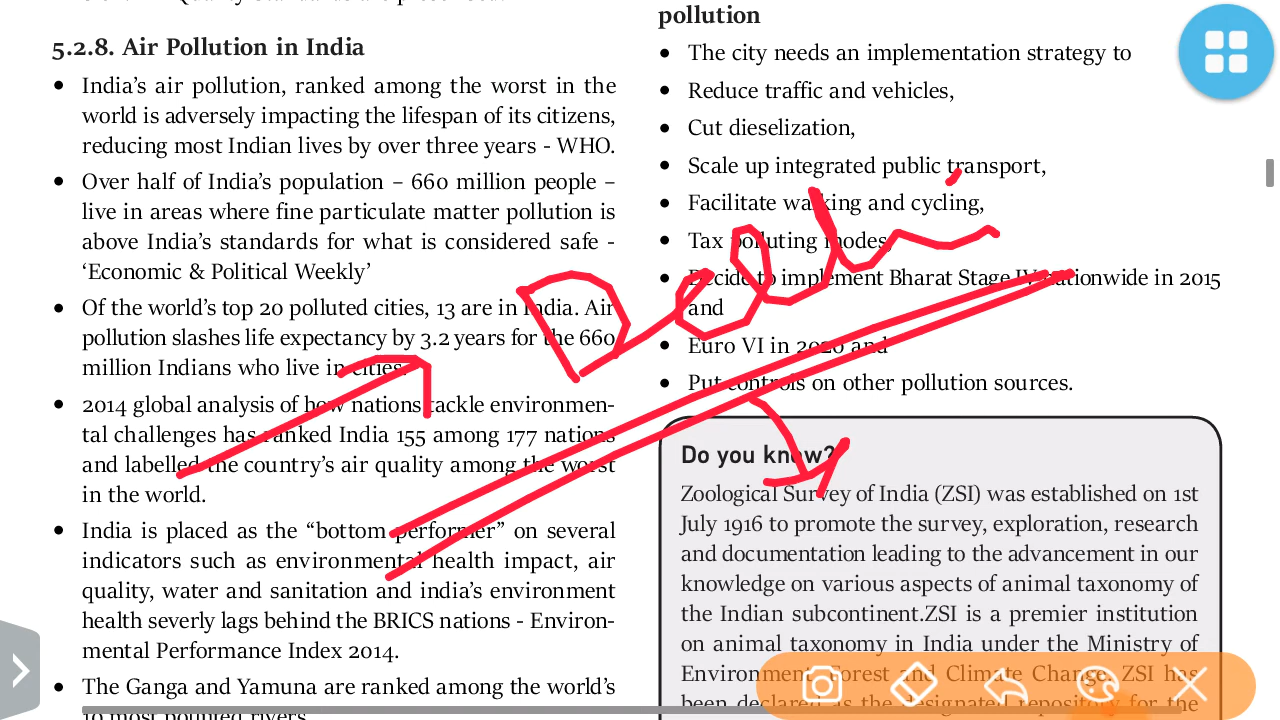 5.2.8. Air Pollution in India
• India's air pollution, ranked among the worst in the
world is adversely impacting the lifespan of its citizens,
reducing most Indian lives by over three years - WHO.
• Over half of India's population – 660 million people –
live in areas where fine particulate matter pollution is
above India's standards for what is considered safe -
'Economic & Political Weekly'
• Of the world's top 20 polluted cities, 13 are in India. Air
pollution slashes life expectancy by 3.2 years for the 660
million Indians who live in cities.
• 2014 global analysis of how nations tackle environmen-
tal challenges has ranked India 155 among 177 nations
and labelled the country's air quality among the worst
in the world.
• India is placed as the "bottom performer" on several
indicators such as environmental health impact, air
quality, water and sanitation and india's environment
health severly lags behind the BRICS nations - Environ-
mental Performance Index 2014.
• The Ganga and Yamuna are ranked among the world's
10 most polluted rivers.
pollution
• The city needs an implementation strategy to
• Reduce traffic and vehicles,
• Cut dieselization,
• Scale up integrated public transport,
• Facilitate walking and cycling,
• Tax polluting modes,
• Decide to implement Bharat Stage IV nationwide in 2015
and
• Euro VI in 2020 and
• Put controls on other pollution sources.
Delhi
Do you know?
Zoological Survey of India (ZSI) was established on 1st
July 1916 to promote the survey, exploration, research
and documentation leading to the advancement in our
knowledge on various aspects of animal taxonomy of
the Indian subcontinent.ZSI is a premier institution
on animal taxonomy in India under the Ministry of
Environment, Forest and Climate Change. ZSI has
been declared as the designated repository for the